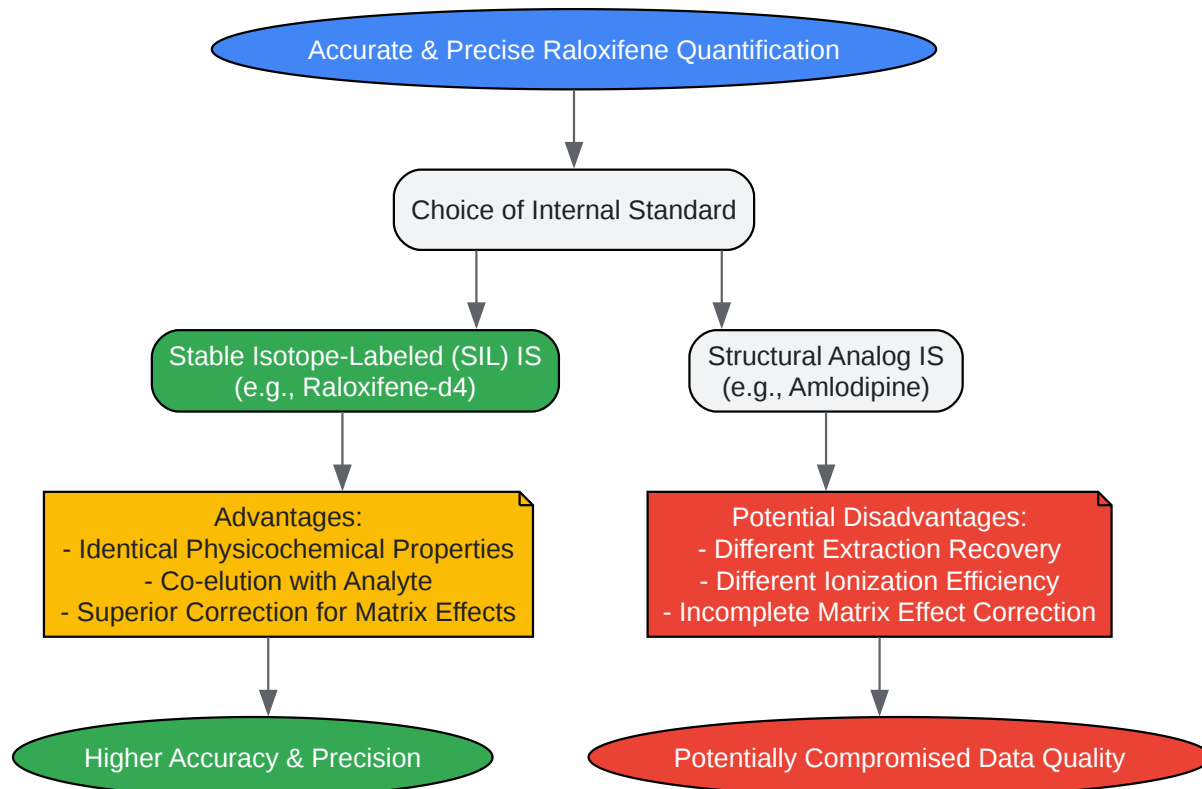 Accurate & Precise Raloxifene Quantification
Choice of Internal Standard
Stable Isotope-Labeled (SIL) IS
(e.g., Raloxifene-d4)
Structural Analog IS
(e.g., Amlodipine)
Advantages:
- Identical Physicochemical Properties
- Co-elution with Analyte
- Superior Correction for Matrix Effects
Potential Disadvantages:
- Different Extraction Recovery
- Different Ionization Efficiency
- Incomplete Matrix Effect Correction
Higher Accuracy & Precision
Potentially Compromised Data Quality